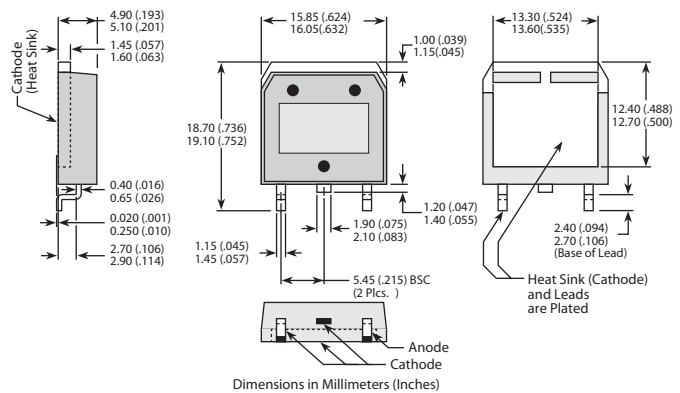 4.90 (.193)
5.10 (.201)
1.45 (.057)
1.60 (.063)
Cathode
(Heat Sink)
0.40 (.016)
0.65 (.026)
0.020 (.001)
0.250 (.010)
2.70 (.106)
2.90 (.114)
15.85 (.624)
16.05(.632)
1.00 (.039)
1.15(.045)
18.70 (.736)
19.10 (.752)
1.20 (.047)
1.40 (.055)
1.90 (.075)
2.10 (.083)
1.15 (.045)
1.45 (.057)
5.45 (.215) BSC
(2 Plcs. )
13.30 (.524)
13.60(.535)
12.40 (.488)
12.70 (.500)
2.40 (.094)
2.70 (.106)
(Base of Lead)
Heat Sink (Cathode)
and Leads
are Plated
Anode
Cathode
Dimensions in Millimeters (Inches)